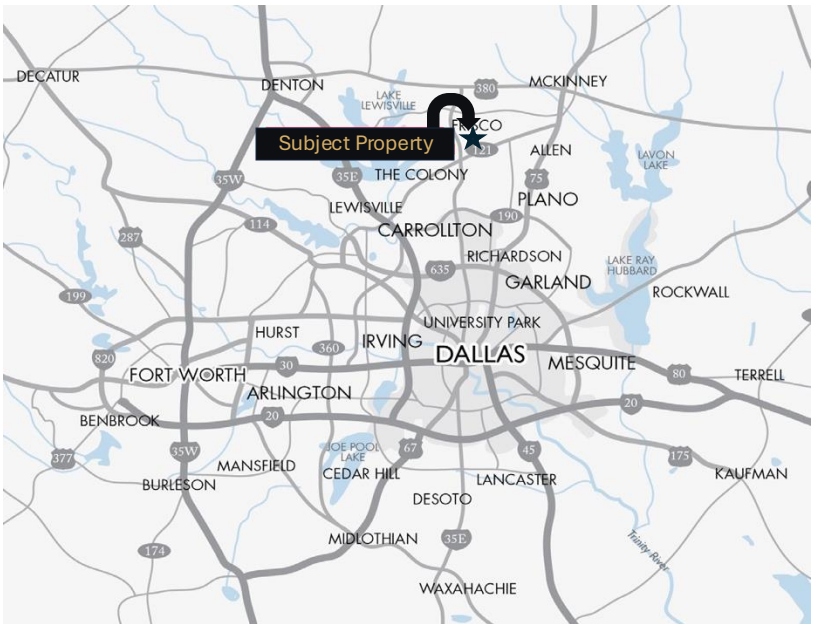 DECATUR
DENTON
MCKINNEY
380
LAKE
LEWISVILLE
FRISCO
Subject Property
121
ALLEN
LAVON
LAKE
35W
35E
THE COLONY
75
PLANO
LEWISVILLE
190
114
CARROLLTON
287
RICHARDSON
635
GARLAND
LAKE RAY
HUBBARD
ROCKWALL
199
UNIVERSITY PARK
HURST
360
IRVING
DALLAS
820
30
MESQUITE
FORT WORTH
80
TERRELL
ARLINGTON
20
20
BENBROOK
35W
JOE POOL
LAKE
67
45
377
175
MANSFIELD
CEDAR HILL
LANCASTER
KAUFMAN
BURLESON
DESOTO
174
MIDLOTHIAN
35E
Trinity River
WAXAHACHIE